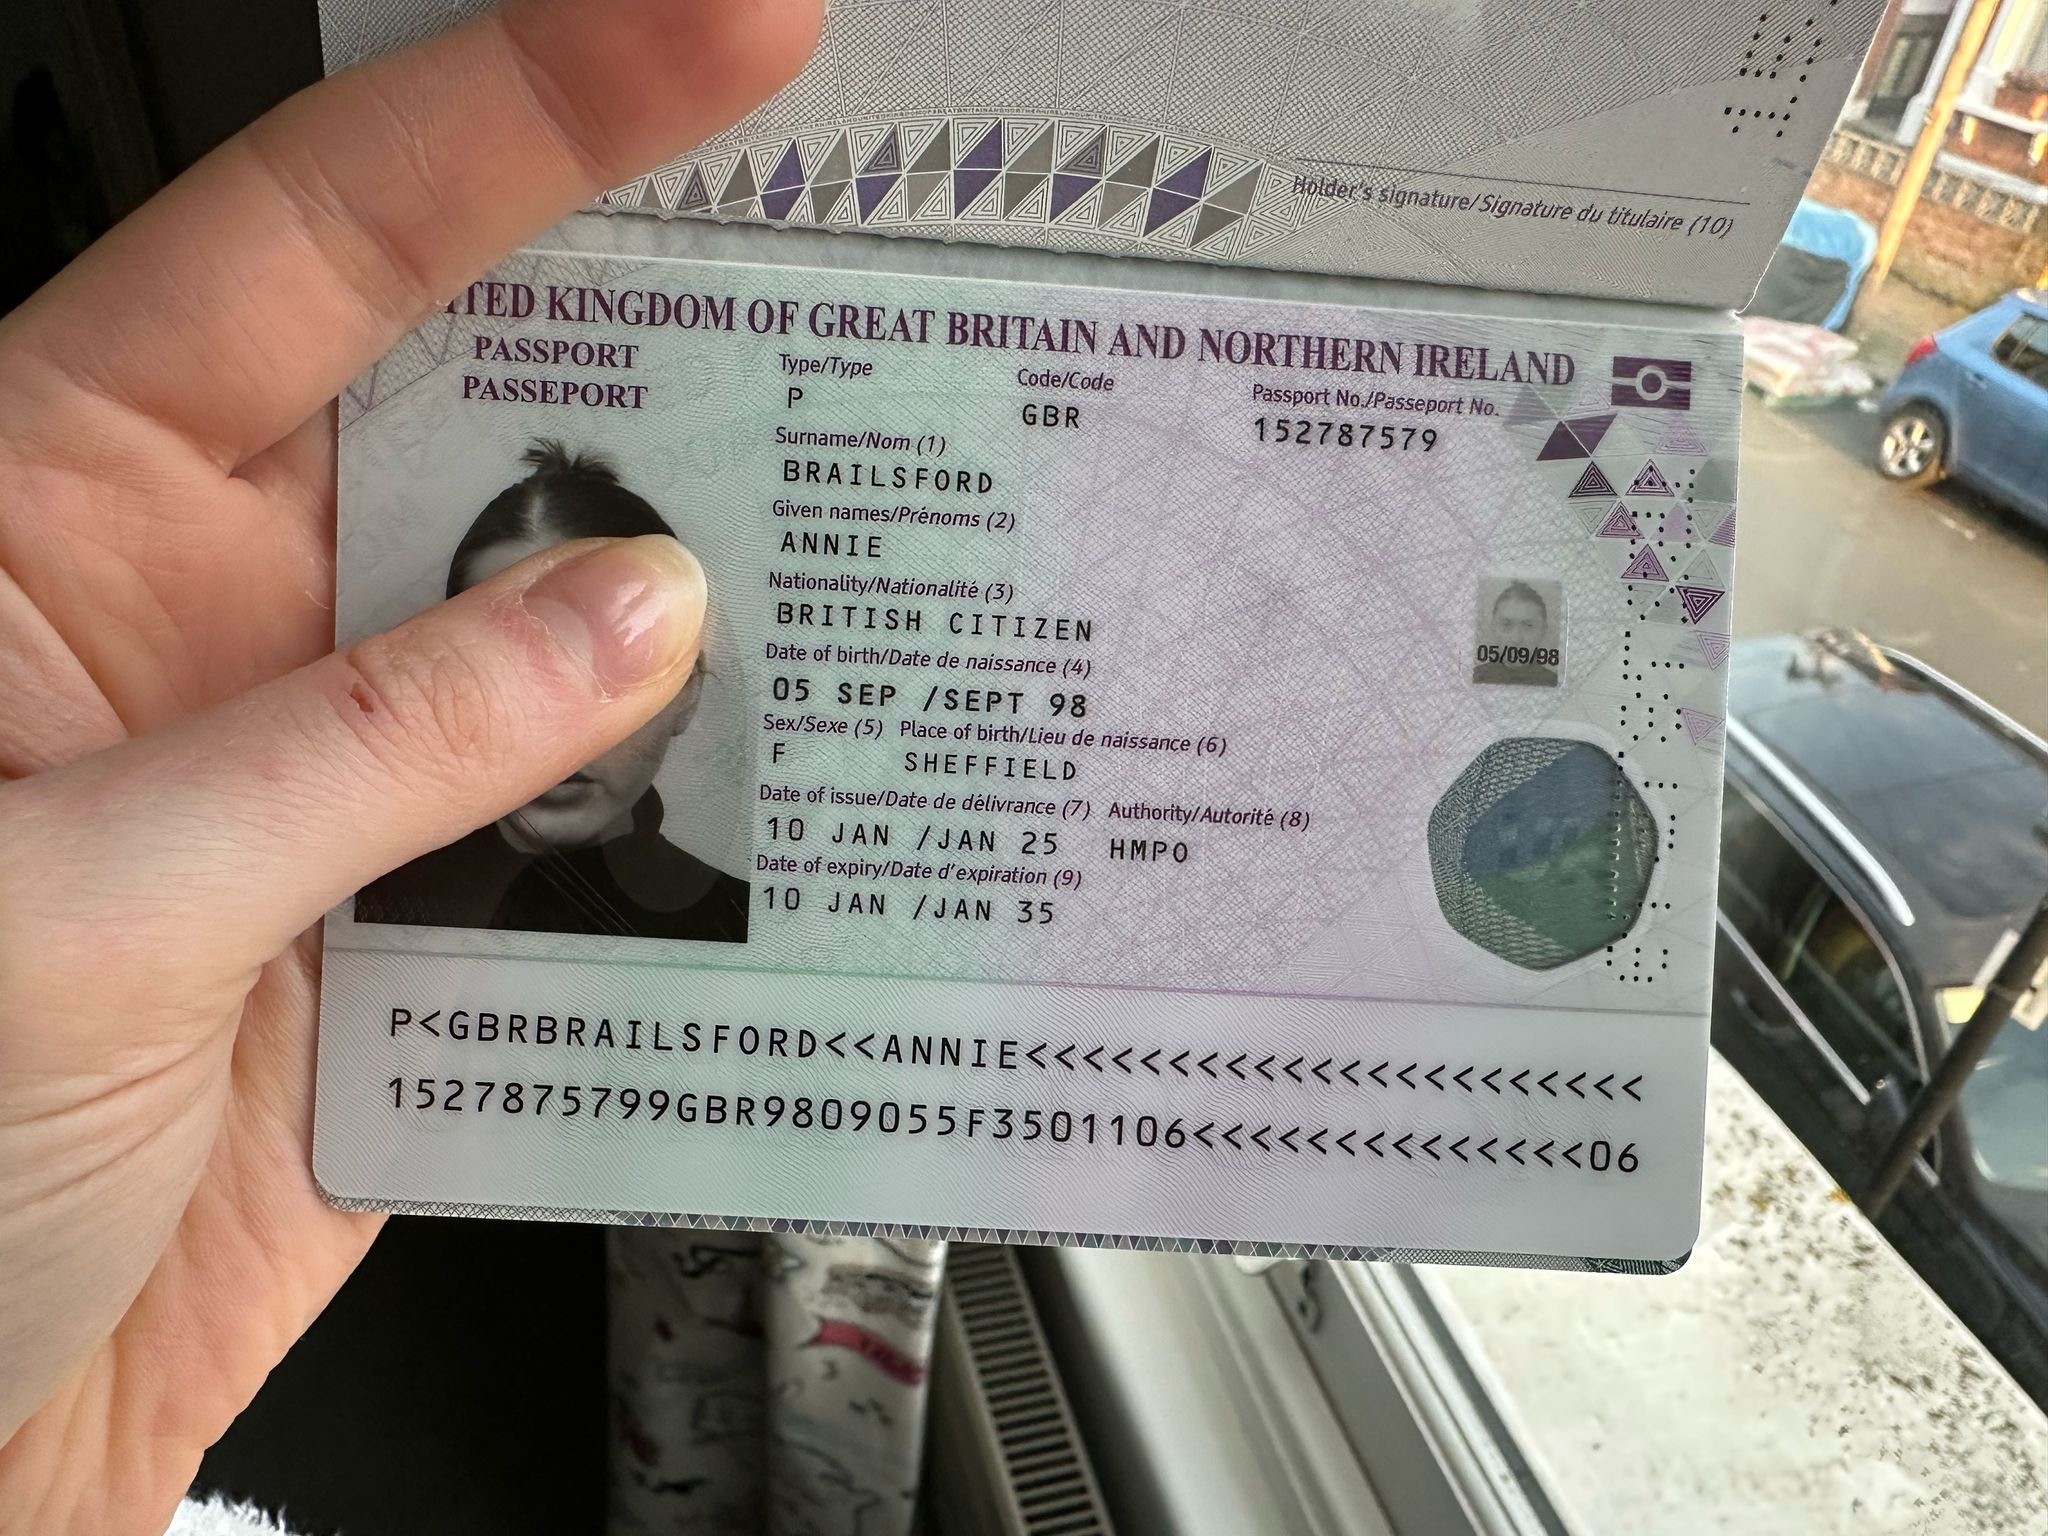 Holder's signature/Signature du titulaire (10)
UNITED KINGDOM OF GREAT BRITAIN AND NORTHERN IRELAND
PASSPORT
PASSEPORT
Type/Type
P
Code/Code
GBR
Passport No./Passeport No.
152787579
Surname/Nom (1)
BRAILSFORD
Given names/Prénoms (2)
ANNIE
Nationality/Nationalité (3)
BRITISH CITIZEN
Date of birth/Date de naissance (4)
05 SEP /SEPT 98
05/09/98
Sex/Sexe (5) Place of birth/Lieu de naissance (6)
F SHEFFIELD
Date of issue/Date de délivrance (7) Authority/Autorité (8)
10 JAN /JAN 25 HMPO
Date of expiry/Date d'expiration (9)
10 JAN /JAN 35
P<GBRBRAILSFORD<<ANNIE<<<<<<<<<<<<<<<<<<<<<<
1527875799GBR9809055F3501106<<<<<<<<<<<<<<06